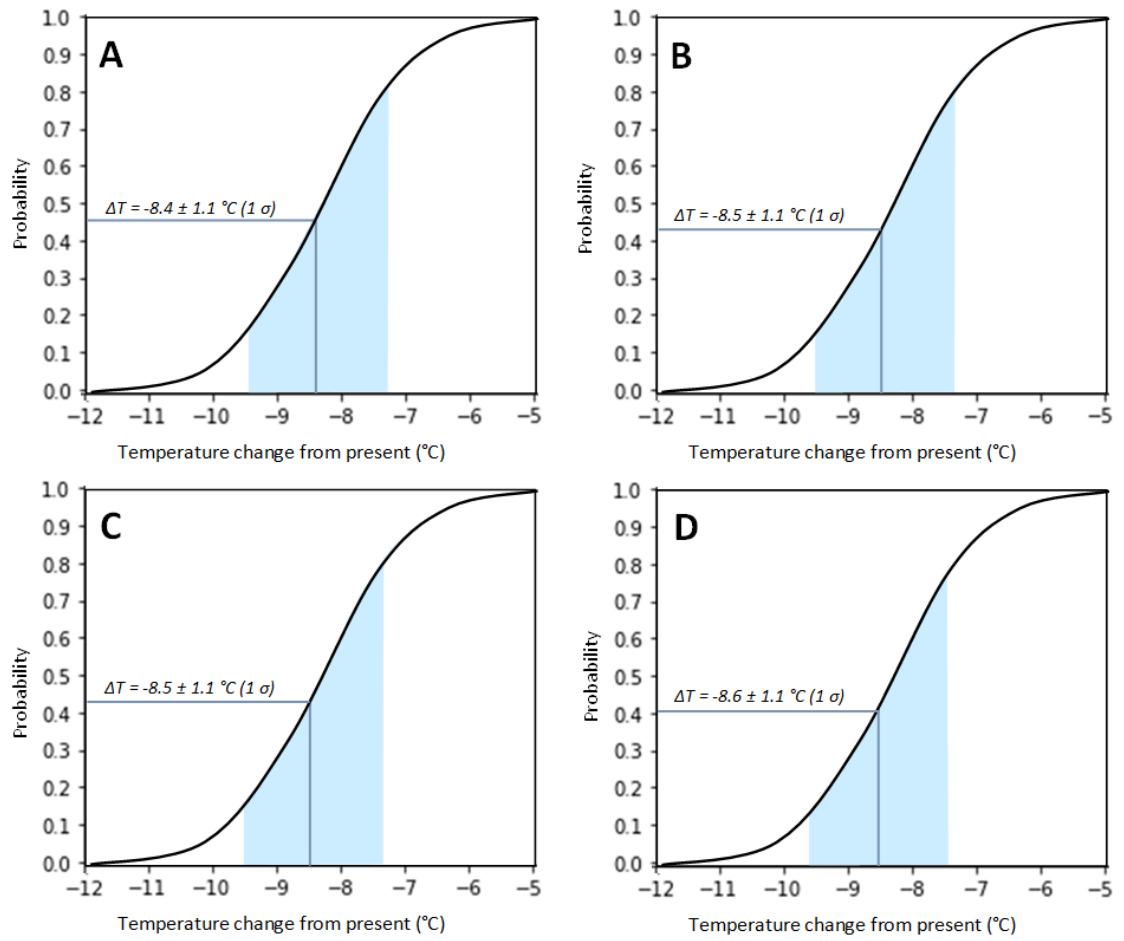 A
Probability
1.0
0.9
0.8
0.7
0.6
0.5
0.4
0.3
0.2
0.1
0.0
ΔT = -8.4 ± 1.1 °C (1 σ)
−12 −11 −10 −9 −8 −7 −6 −5
Temperature change from present (°C)
B
Probability
1.0
0.9
0.8
0.7
0.6
0.5
0.4
0.3
0.2
0.1
0.0
ΔT = -8.5 ± 1.1 °C (1 σ)
−12 −11 −10 −9 −8 −7 −6 −5
Temperature change from present (°C)
C
Probability
1.0
0.9
0.8
0.7
0.6
0.5
0.4
0.3
0.2
0.1
0.0
ΔT = -8.5 ± 1.1 °C (1 σ)
−12 −11 −10 −9 −8 −7 −6 −5
Temperature change from present (°C)
D
Probability
1.0
0.9
0.8
0.7
0.6
0.5
0.4
0.3
0.2
0.1
0.0
ΔT = -8.6 ± 1.1 °C (1 σ)
−12 −11 −10 −9 −8 −7 −6 −5
Temperature change from present (°C)